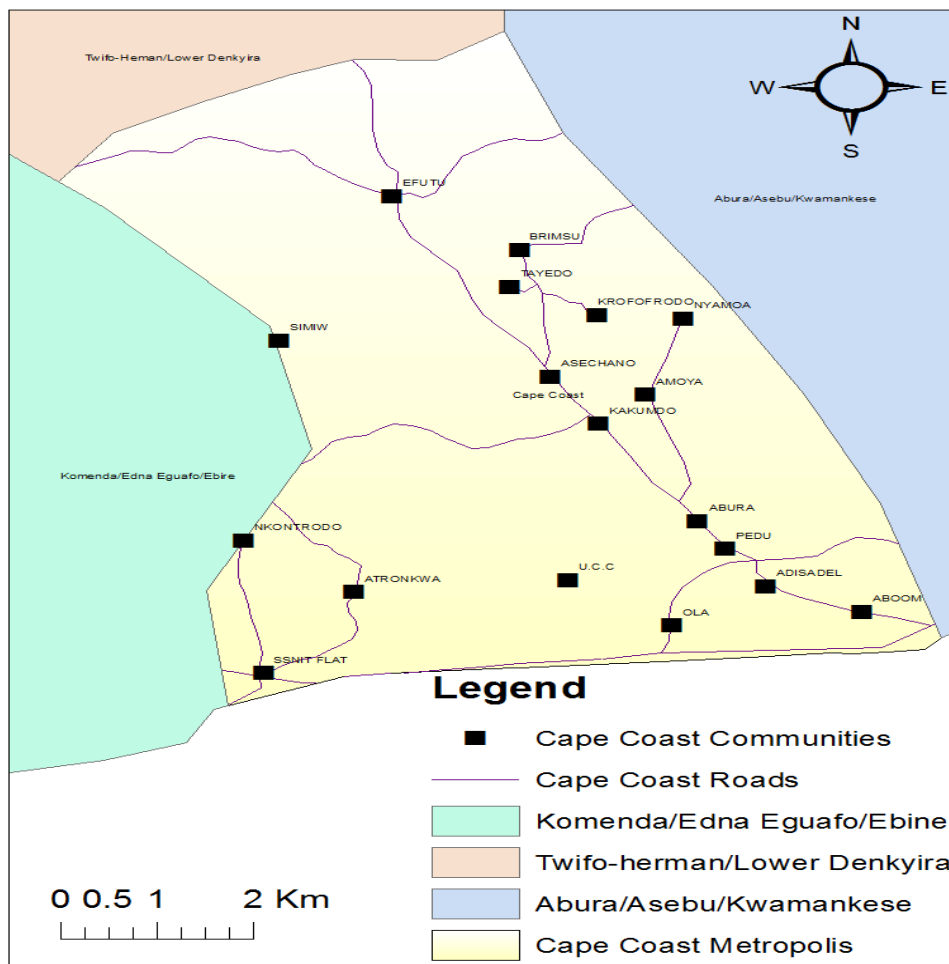 Twifo-Heman/Lower Denkyira
N
W E
S
EFUTU
Abura/Asebu/Kwamankese
BRIMSU
TAYEDO
KROFOFRODO
NYAMOA
SIMIW
ASECHANO
AMOYA
Cape Coast
KAKUMDO
Komenda/Edna Eguafo/Ebire
ABURA
NKONTRODO
PEDU
U.C.C
ATRONKWA
ADISADEL
ABOOM
OLA
SSNIT FLAT
Legend
Cape Coast Communities
Cape Coast Roads
Komenda/Edna Eguafo/Ebine
Twifo-herman/Lower Denkyira
Abura/Asebu/Kwamankese
Cape Coast Metropolis
0 0.5 1 2 Km